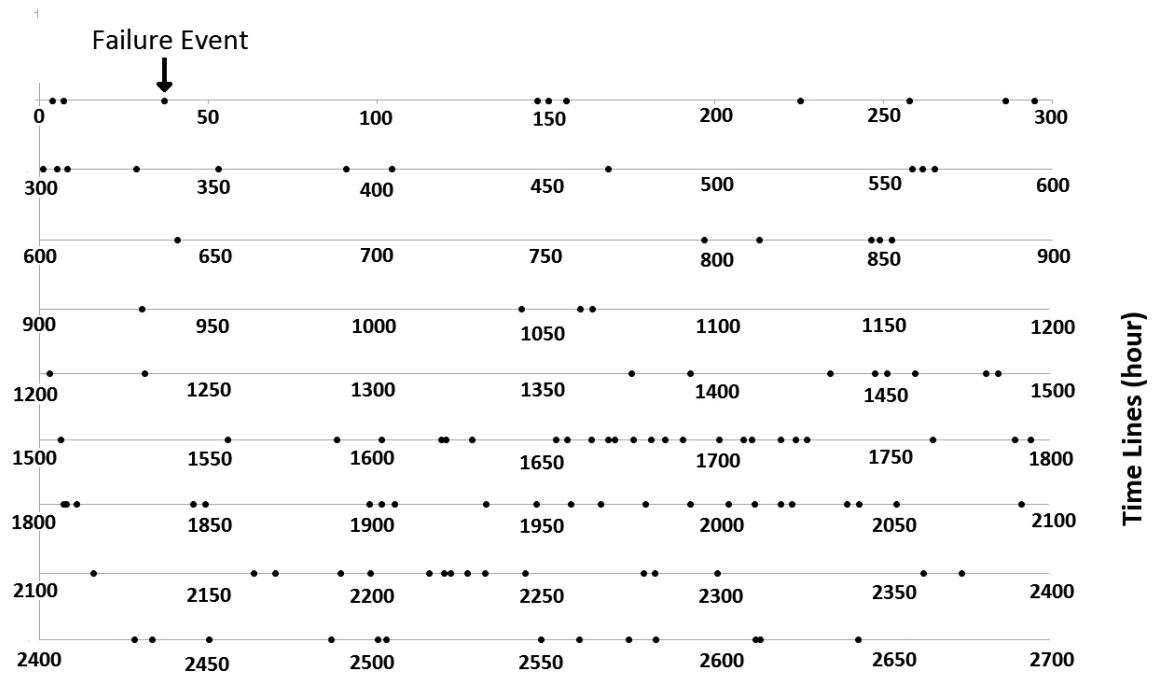 Failure Event
0 50 100 150 200 250 300
300 350 400 450 500 550 600
600 650 700 750 800 850 900
900 950 1000 1050 1100 1150 1200
1200 1250 1300 1350 1400 1450 1500
1500 1550 1600 1650 1700 1750 1800
1800 1850 1900 1950 2000 2050 2100
2100 2150 2200 2250 2300 2350 2400
2400 2450 2500 2550 2600 2650 2700
Time Lines (hour)